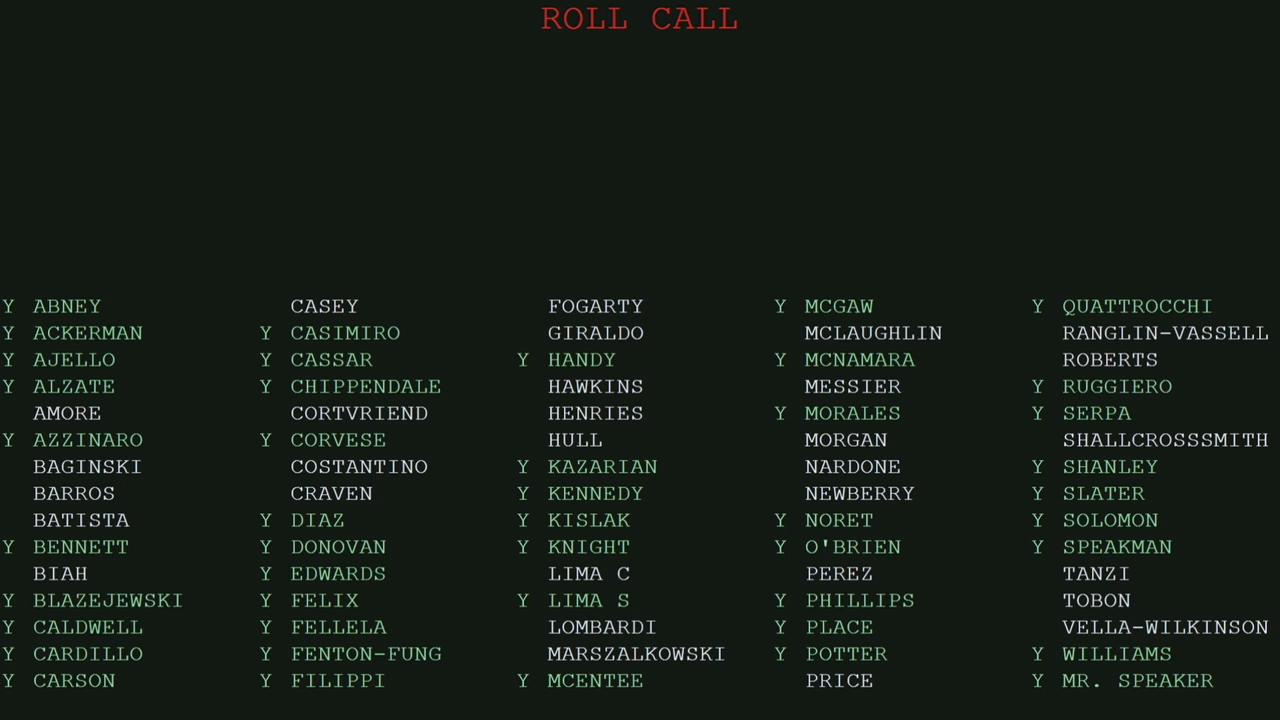 ROLL CALL
Y ABNEY CASEY FOGARTY Y MCGAW Y QUATTROCCHI
Y ACKERMAN Y CASIMIRO GIRALDO MCLAUGHLIN RANGLIN-VASSELL
Y AJELLO Y CASSAR Y HANDY Y MCNAMARA ROBERTS
Y ALZATE Y CHIPPENDALE HAWKINS MESSIER Y RUGGIERO
AMORE CORTVRIEND HENRIES Y MORALES Y SERPA
Y AZZINARO Y CORVESE HULL MORGAN SHALLCROSSSMITH
BAGINSKI COSTANTINO Y KAZARIAN NARDONE Y SHANLEY
BARROS CRAVEN Y KENNEDY NEWBERRY Y SLATER
BATISTA Y DIAZ Y KISLAK Y NORET Y SOLOMON
Y BENNETT Y DONOVAN Y KNIGHT Y O'BRIEN Y SPEAKMAN
BIAH Y EDWARDS LIMA C PEREZ TANZI
Y BLAZEJEWSKI Y FELIX Y LIMA S Y PHILLIPS TOBON
Y CALDWELL Y FELLELA LOMBARDI Y PLACE VELLA-WILKINSON
Y CARDILLO Y FENTON-FUNG MARSZALKOWSKI Y POTTER Y WILLIAMS
Y CARSON Y FILIPPI Y MCENTEE PRICE Y MR. SPEAKER